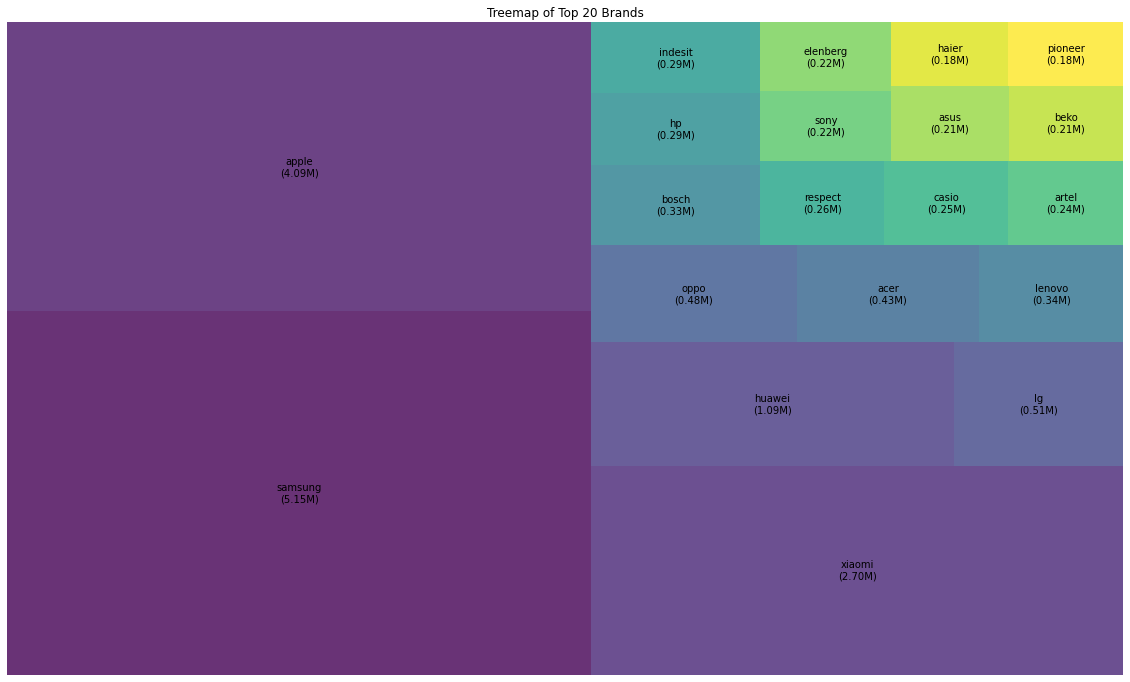 Treemap of Top 20 Brands
apple
(4.09M)
samsung
(5.15M)
indesit
(0.29M)
elenberg
(0.22M)
haier
(0.18M)
pioneer
(0.18M)
hp
(0.29M)
sony
(0.22M)
asus
(0.21M)
beko
(0.21M)
bosch
(0.33M)
respect
(0.26M)
casio
(0.25M)
artel
(0.24M)
oppo
(0.48M)
acer
(0.43M)
lenovo
(0.34M)
huawei
(1.09M)
lg
(0.51M)
xiaomi
(2.70M)